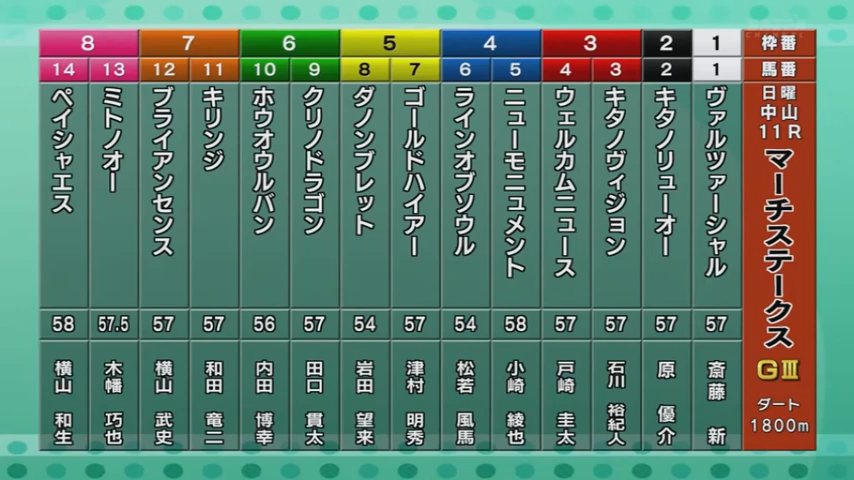 枠番
馬番
日曜
中山
11R
マーチステークス
GⅢ
ダート
1800m
1
1
ヴァルツァーシャル
57
斎藤 新
2
2
キタノリューオー
57
原 優介
3
3
キタノヴィジョン
57
石川 裕紀人
4
ウェルカムニュース
57
戸崎 圭太
4
5
ニューモニュメント
58
小崎 綾也
6
ラインオブソウル
54
松若 風馬
5
7
ゴールドハイアー
57
津村 明秀
8
ダノンブレット
54
岩田 望来
6
9
クリノドラゴン
57
田口 貫太
10
ホウオウルバン
56
内田 博幸
7
11
キリンジ
57
和田 竜二
12
ブライアンセンス
57
横山 武史
8
13
ミトノオー
57.5
木幡 巧也
14
ペイシャエス
58
横山 和生